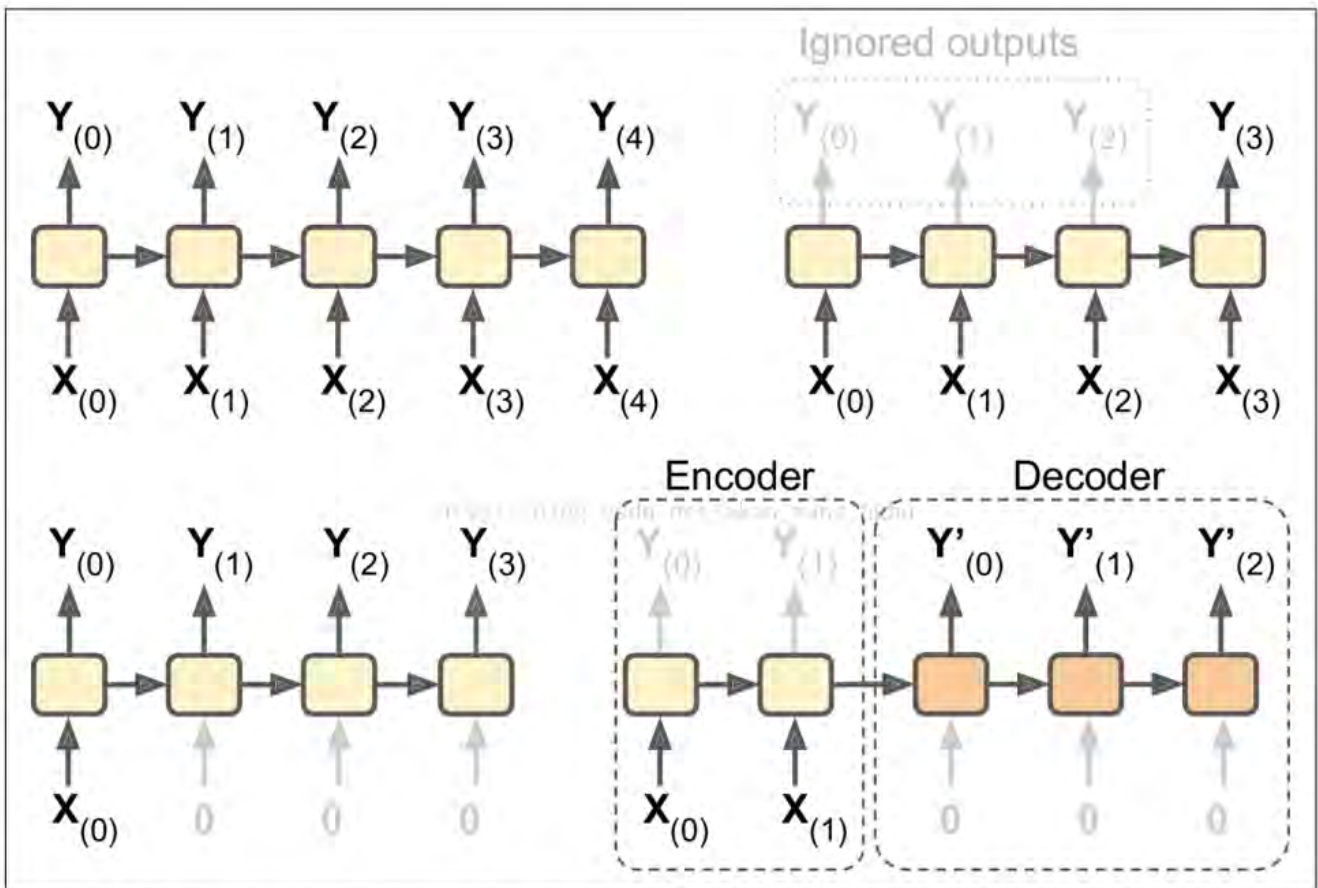 Ignored outputs
Y(0) Y(1) Y(2) Y(3) Y(4)
Y(0) Y(1) Y(2) Y(3)
X(0) X(1) X(2) X(3) X(4)
X(0) X(1) X(2) X(3)
Encoder
Decoder
Y(0) Y(1) Y(2) Y(3)
Y(0) Y(1)
Y’(0) Y’(1) Y’(2)
X(0) 0 0 0
X(0) X(1)
0 0 0